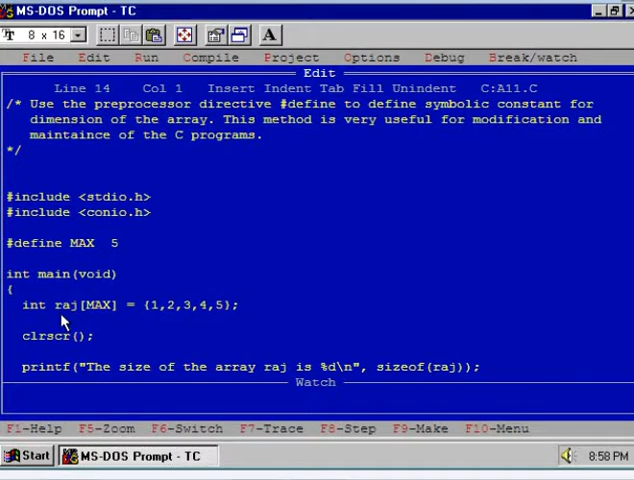 MS-DOS Prompt - TC
8 x 16
A
File Edit Run Compile Project Options Debug Break/watch
Edit
Line 14 Col 1 Insert Indent Tab Fill Unindent C:A11.C
/* Use the preprocessor directive #define to define symbolic constant for
dimension of the array. This method is very useful for modification and
maintaince of the C programs.
*/
#include <stdio.h>
#include <conio.h>
#define MAX 5
int main(void)
{
int raj[MAX] = {1,2,3,4,5};
clrscr();
printf("The size of the array raj is %d\n", sizeof(raj));
Watch
F1-Help F5-Zoom F6-Switch F7-Trace F8-Step F9-Make F10-Menu
Start MS-DOS Prompt - TC 8:58 PM